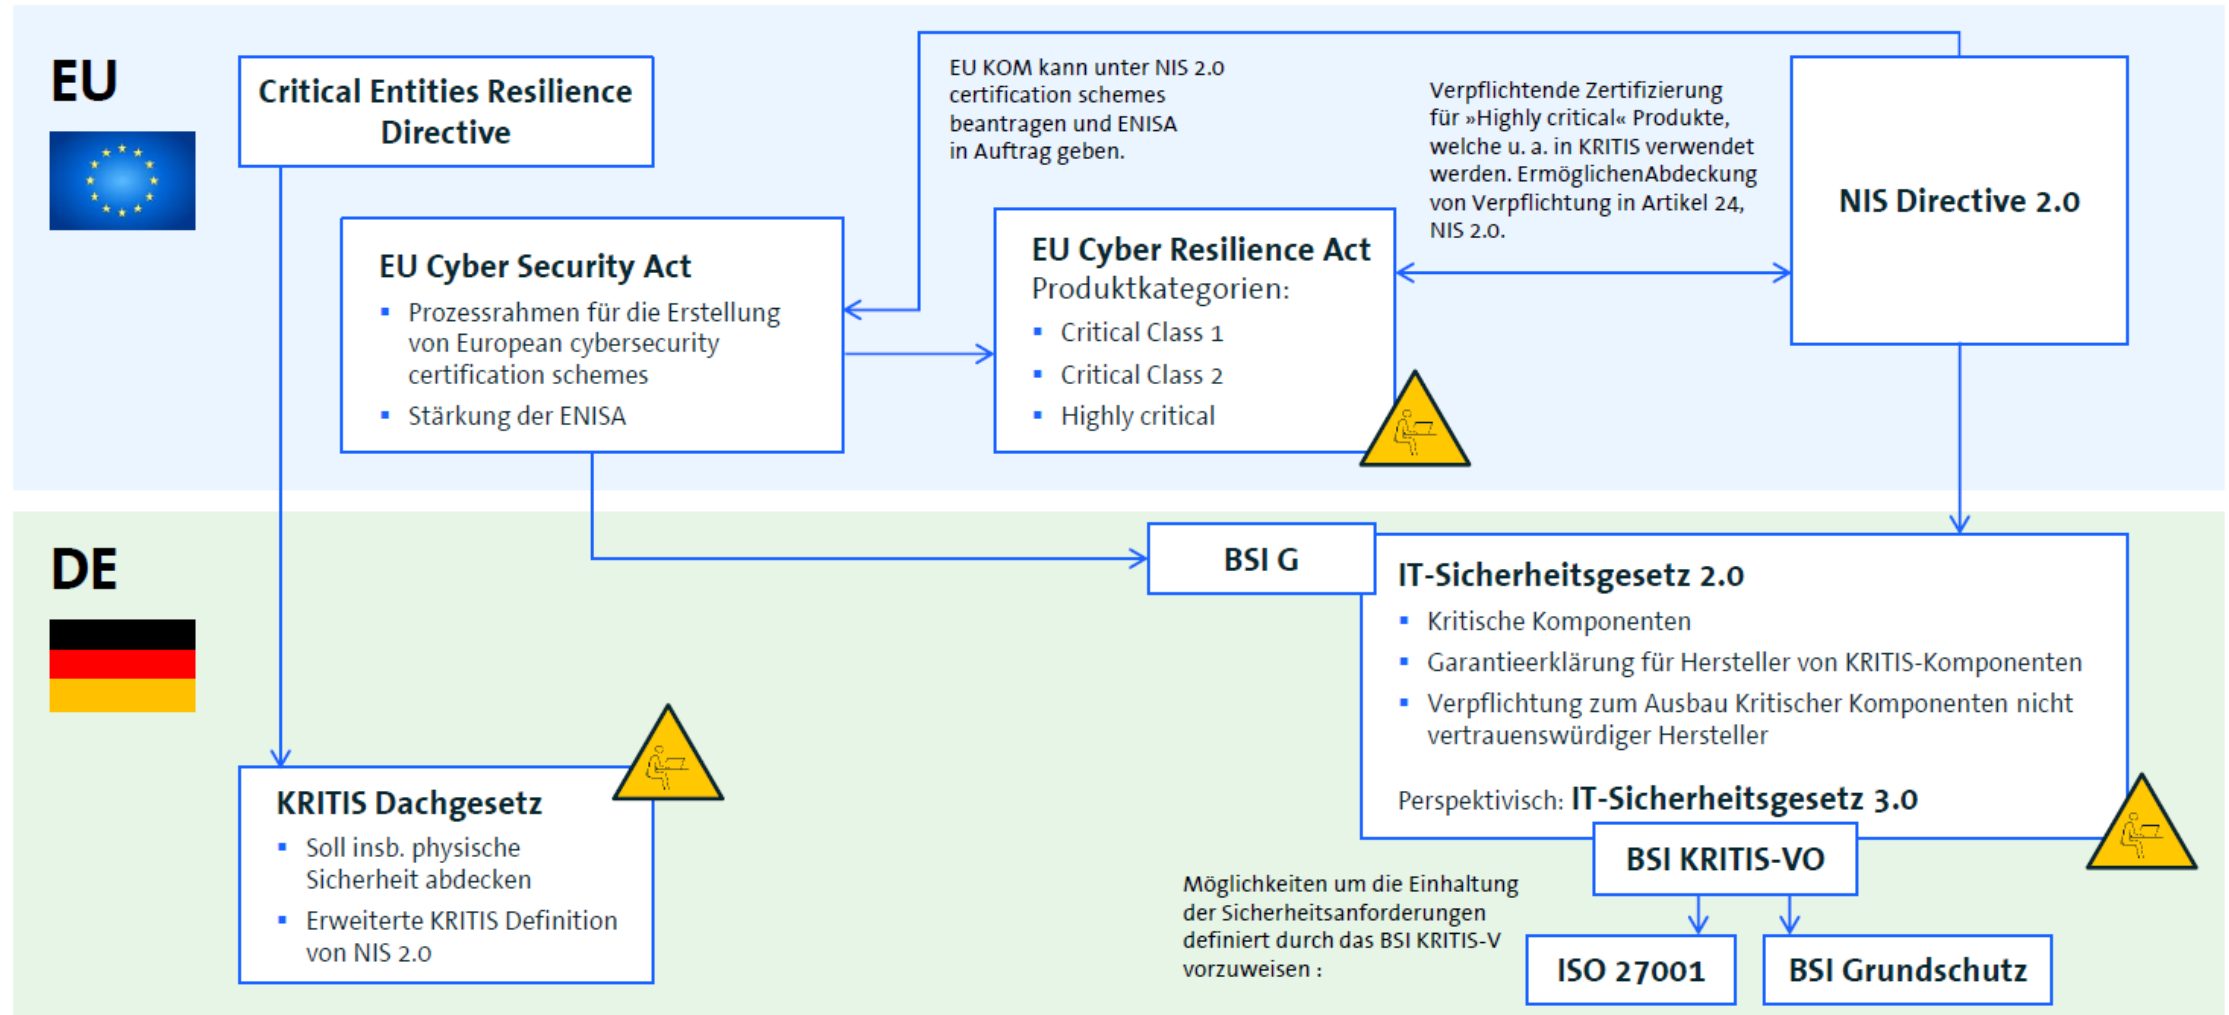 EU
Critical Entities Resilience
Directive
EU KOM kann unter NIS 2.0
certification schemes
beantragen und ENISA
in Auftrag geben.
Verpflichtende Zertifizierung
für »Highly critical« Produkte,
welche u. a. in KRITIS verwendet
werden. ErmöglichenAbdeckung
von Verpflichtung in Artikel 24,
NIS 2.0.
NIS Directive 2.0
EU Cyber Security Act
▪ Prozessrahmen für die Erstellung
von European cybersecurity
certification schemes
▪ Stärkung der ENISA
EU Cyber Resilience Act
Produktkategorien:
▪ Critical Class 1
▪ Critical Class 2
▪ Highly critical
DE
BSI G
IT-Sicherheitsgesetz 2.0
▪ Kritische Komponenten
▪ Garantieerklärung für Hersteller von KRITIS-Komponenten
▪ Verpflichtung zum Ausbau Kritischer Komponenten nicht
vertrauenswürdiger Hersteller
Perspektivisch: IT-Sicherheitsgesetz 3.0
KRITIS Dachgesetz
▪ Soll insb. physische
Sicherheit abdecken
▪ Erweiterte KRITIS Definition
von NIS 2.0
BSI KRITIS-VO
Möglichkeiten um die Einhaltung
der Sicherheitsanforderungen
definiert durch das BSI KRITIS-V
vorzuweisen :
ISO 27001
BSI Grundschutz